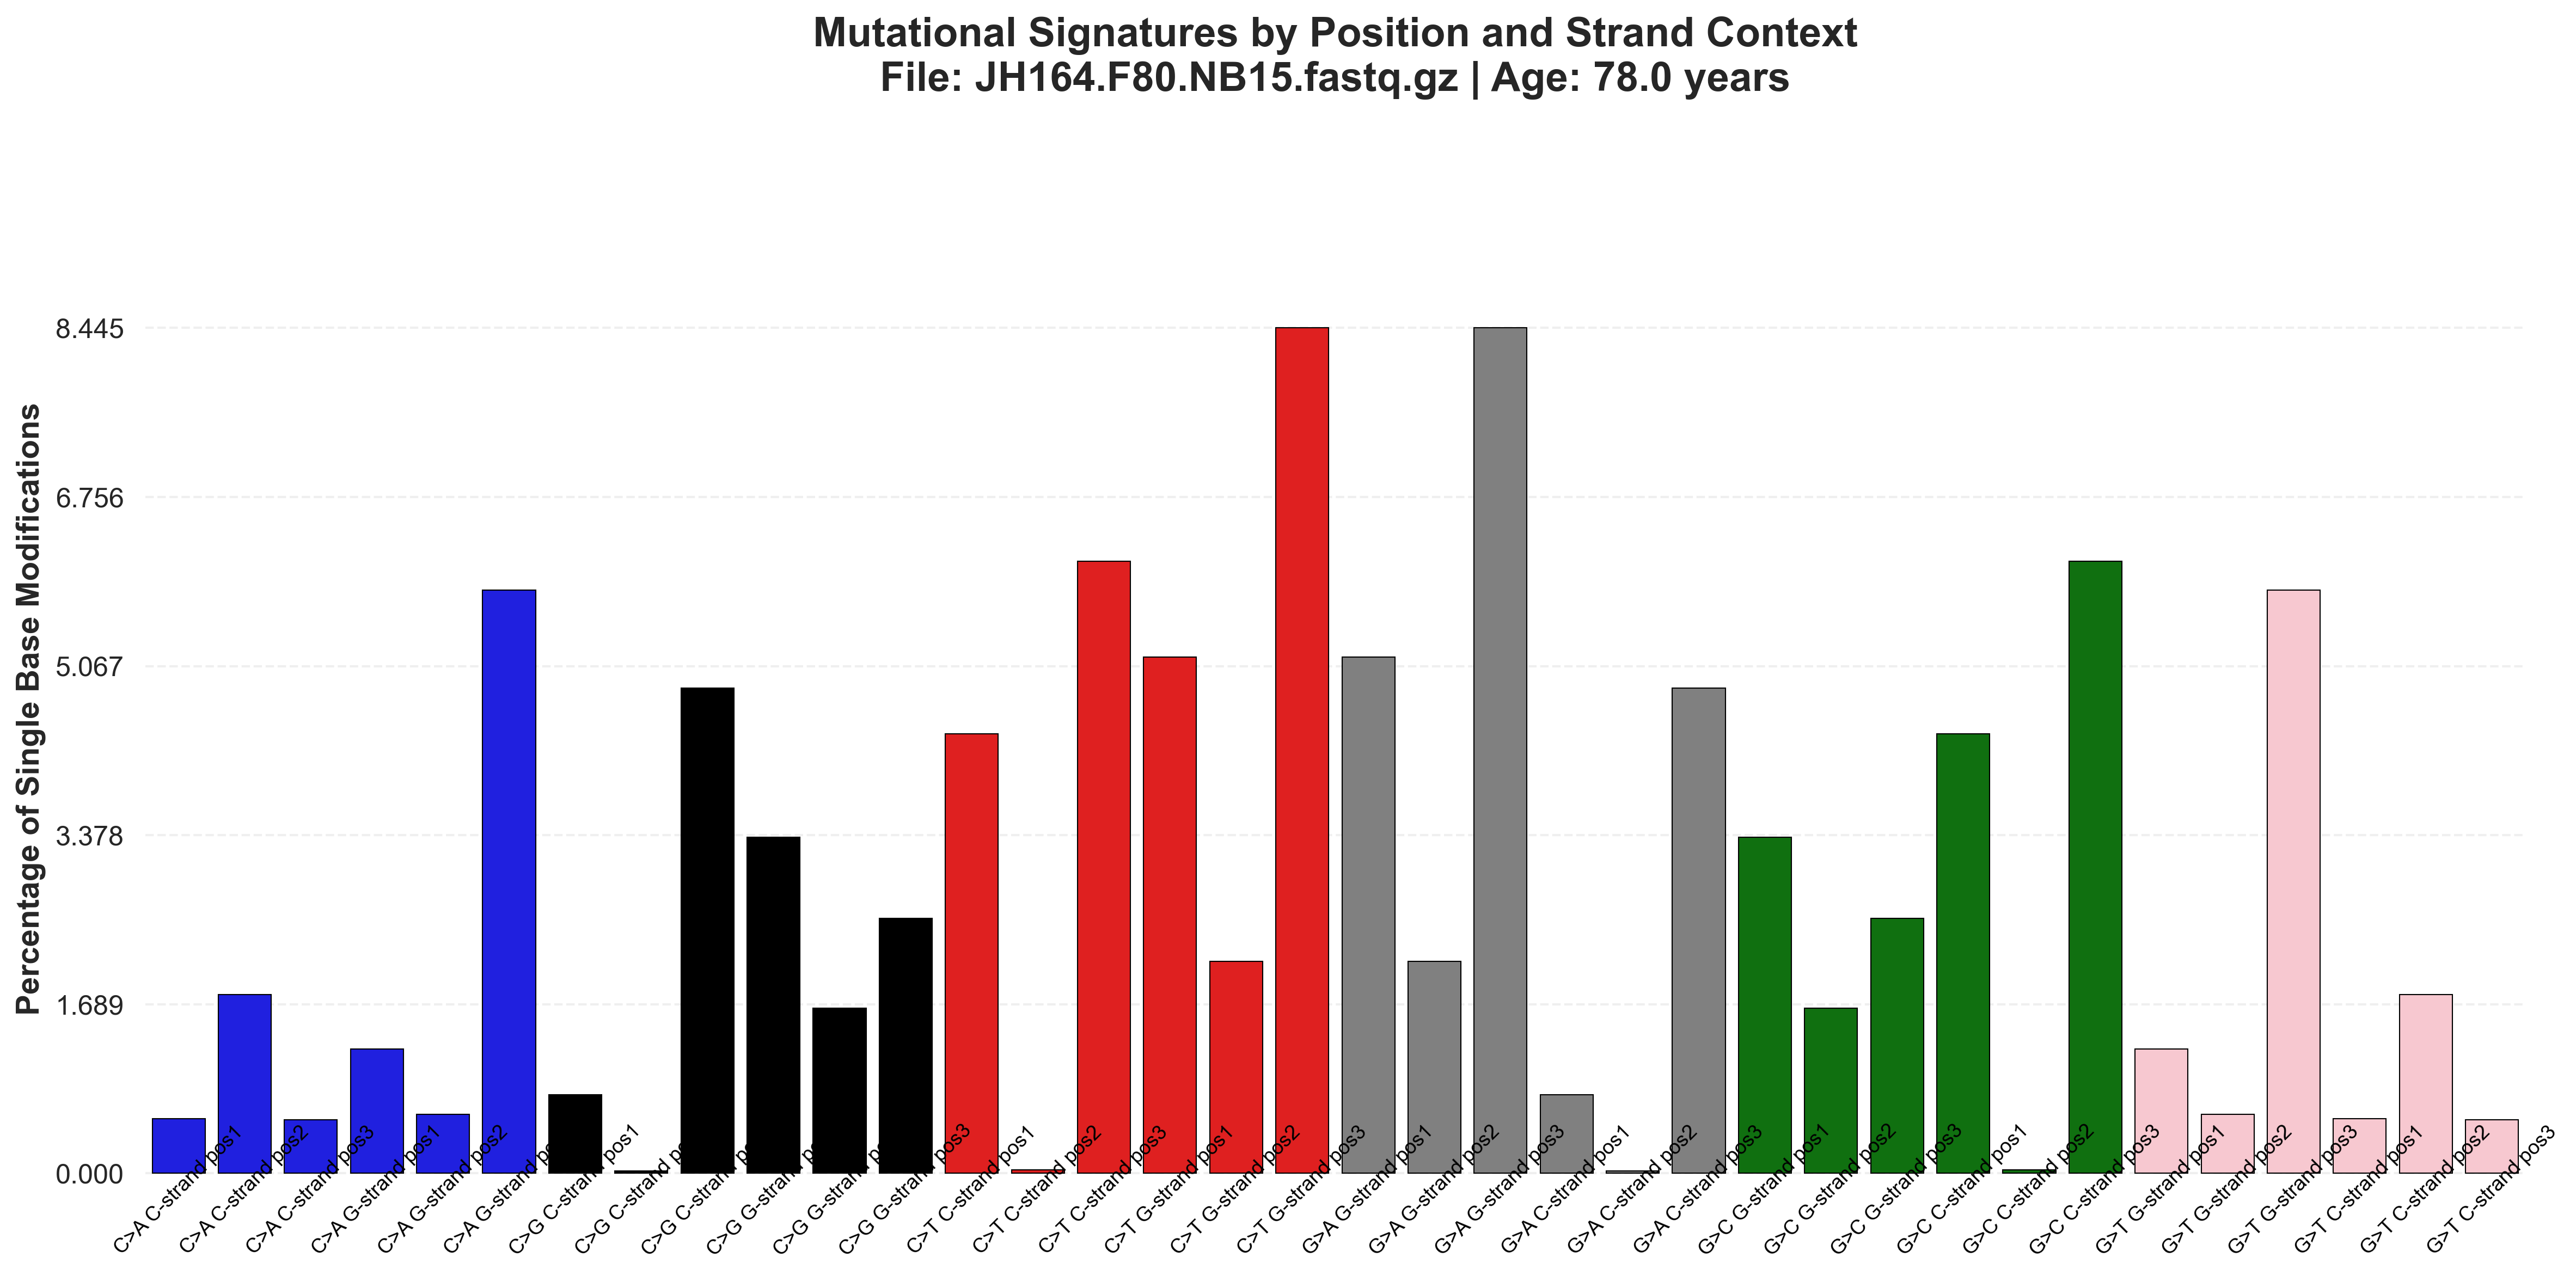 Mutational Signatures by Position and Strand Context
File: JH164.F80.NB15.fastq.gz | Age: 78.0 years
Percentage of Single Base Modifications
8.445
6.756
5.067
3.378
1.689
0.000
C>A C-strand pos1
C>A C-strand pos2
C>A C-strand pos3
C>A G-strand pos1
C>A G-strand pos2
C>A G-strand
C>G C-strand pos1
C>G C-strand
C>G C-strand
C>G G-strand
C>G G-strand
C>G G-strand pos3
C>T C-strand pos1
C>T C-strand pos2
C>T C-strand pos3
C>T G-strand pos1
C>T G-strand pos2
C>T G-strand pos3
G>A G-strand pos1
G>A G-strand pos2
G>A G-strand pos3
G>A C-strand pos1
G>A C-strand pos2
G>A C-strand pos3
G>C G-strand pos1
G>C G-strand pos2
G>C G-strand pos3
G>C C-strand pos1
G>C C-strand pos2
G>C C-strand pos3
G>T G-strand pos1
G>T G-strand pos2
G>T G-strand pos3
G>T C-strand pos1
G>T C-strand pos2
G>T C-strand pos3